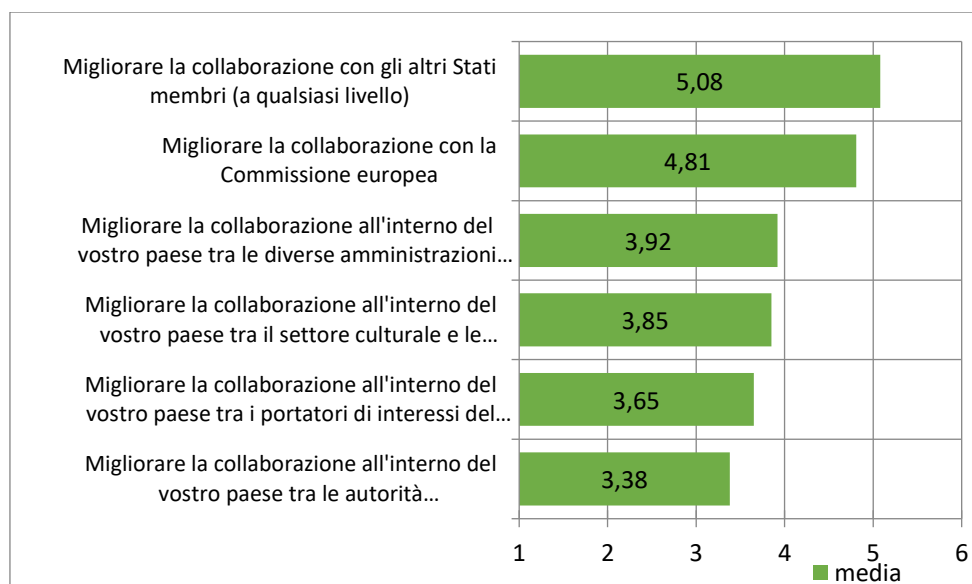 Migliorare la collaborazione con gli altri Stati
membri (a qualsiasi livello)
5,08
Migliorare la collaborazione con la
Commissione europea
4,81
Migliorare la collaborazione all'interno del
vostro paese tra le diverse amministrazioni…
3,92
Migliorare la collaborazione all'interno del
vostro paese tra il settore culturale e le…
3,85
Migliorare la collaborazione all'interno del
vostro paese tra i portatori di interessi del…
3,65
Migliorare la collaborazione all'interno del
vostro paese tra le autorità…
3,38
1 2 3 4 5 6
media